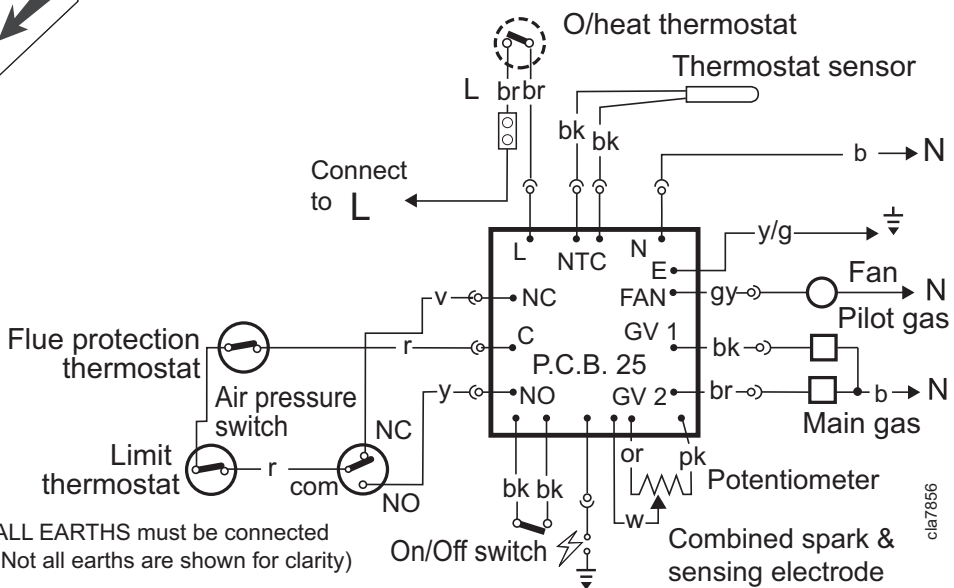 O/heat thermostat
Thermostat sensor
L br br
bk bk
b N
Connect
to L
L NTC N
y/g
E
v NC
FAN gy
Fan
N
Pilot gas
Flue protection
thermostat
r C
GV 1 bk
P.C.B. 25
y NO
GV 2 br
b N
Main gas
Air pressure
switch
NC
Limit
thermostat
r com
NO
or pk
Potentiometer
bk bk
w
On/Off switch
Combined spark &
sensing electrode
ALL EARTHS must be connected
Not all earths are shown for clarity)
cla7856